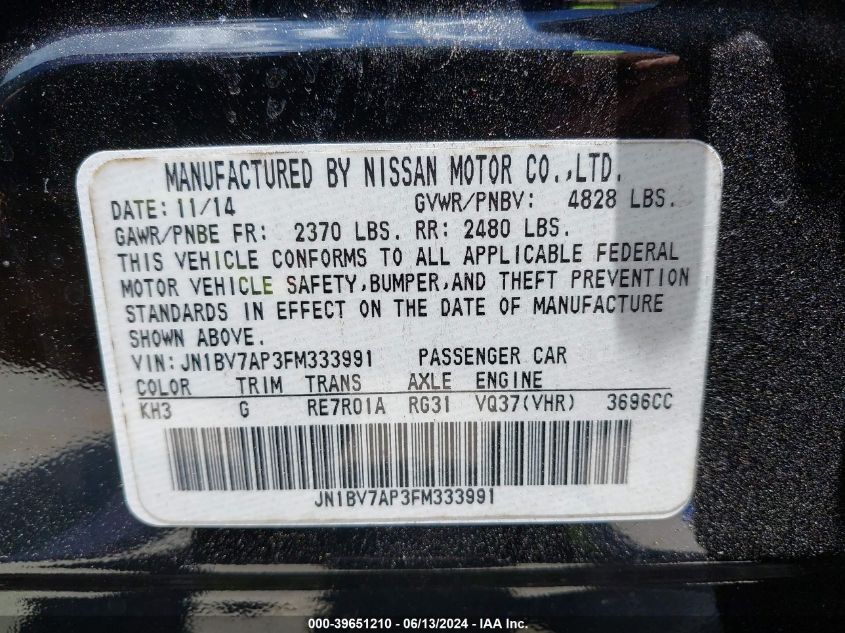 MANUFACTURED BY NISSAN MOTOR CO.,LTD.
DATE: 11/14 GVWR/PNBV: 4828 LBS.
GAWR/PNBE FR: 2370 LBS. RR: 2480 LBS.
THIS VEHICLE CONFORMS TO ALL APPLICABLE FEDERAL
MOTOR VEHICLE SAFETY,BUMPER,AND THEFT PREVENTION
STANDARDS IN EFFECT ON THE DATE OF MANUFACTURE
SHOWN ABOVE.
VIN:JN1BV7AP3FM333991 PASSENGER CAR
COLOR TRIM TRANS AXLE ENGINE
KH3 G RE7R01A RG31 VQ37(VHR) 3696CC
JN1BV7AP3FM333991
000-39651210 - 06/13/2024 - IAA Inc.